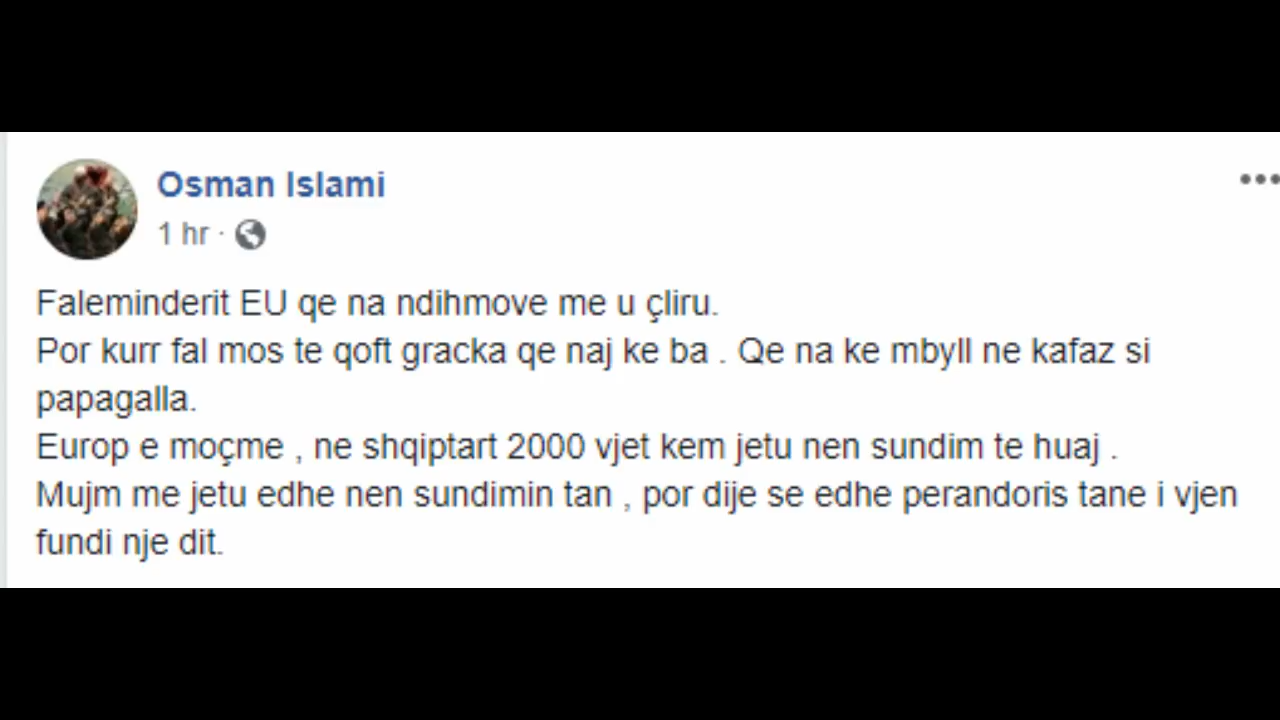 Osman Islami
1 hr ·
Faleminderit EU qe na ndihmove me u çliru.
Por kurr fal mos te qoft gracka qe naj ke ba . Qe na ke mbyll ne kafaz si
papagalla.
Europ e moçme , ne shqiptart 2000 vjet kem jetu nen sundim te huaj .
Mujm me jetu edhe nen sundimin tan , por dije se edhe perandoris tane i vjen
fundi nje dit.